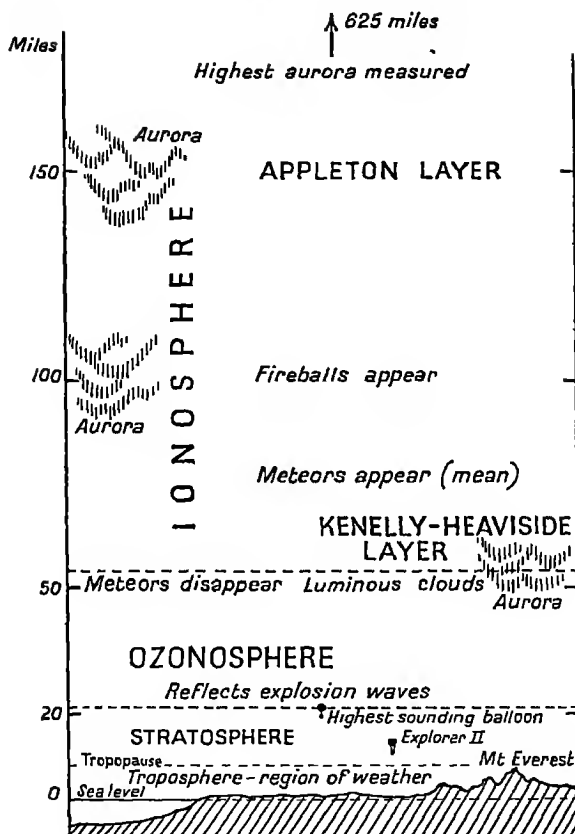 625 miles
Miles
Highest aurora measured
Aurora
150
APPLETON LAYER
IONOSPHERE
100
Fireballs appear
Aurora
Meteors appear (mean)
KENELLY-HEAVISIDE
LAYER
Meteors disappear Luminous clouds
50
Aurora
OZONOSPHERE
Reflects explosion waves
20
Highest sounding balloon
STRATOSPHERE
Explorer II
Tropopause
Mt Everest
Troposphere - region of weather
Sea level
0